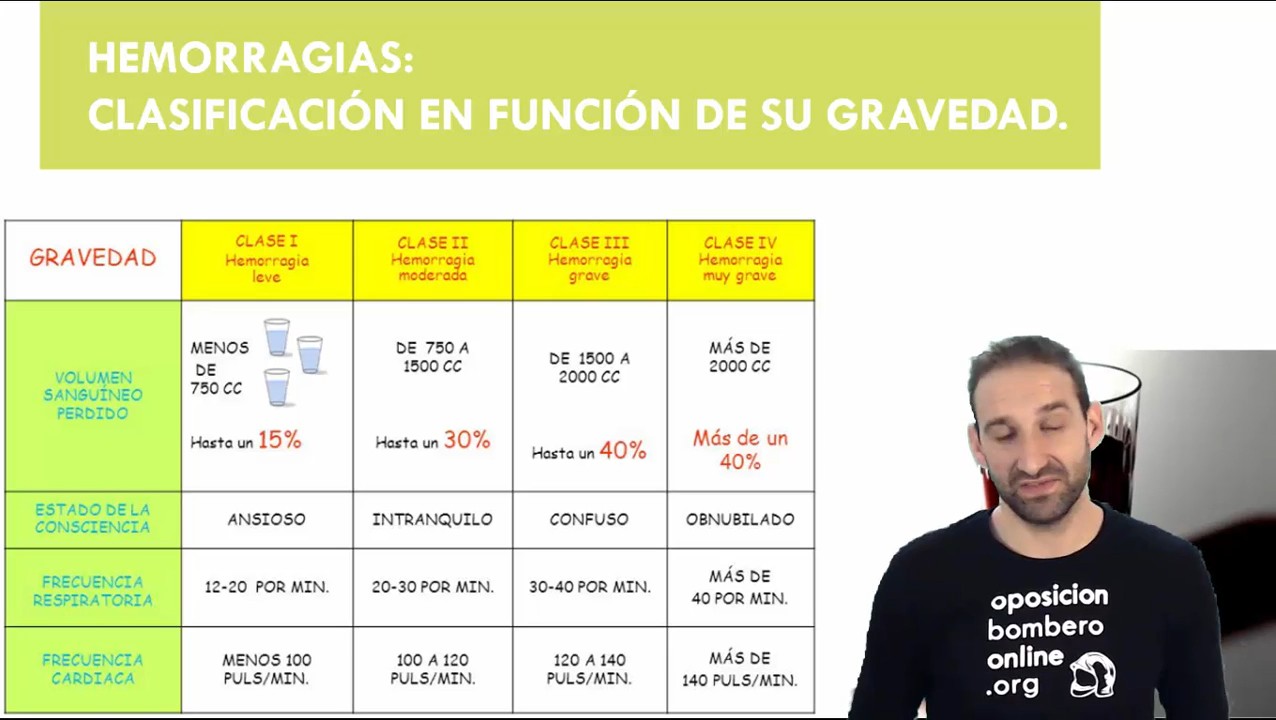 HEMORRAGIAS:
CLASIFICACIÓN EN FUNCIÓN DE SU GRAVEDAD.
GRAVEDAD
CLASE I
Hemorragia
leve
CLASE II
Hemorragia
moderada
CLASE III
Hemorragia
grave
CLASE IV
Hemorragia
muy grave
VOLUMEN
SANGUÍNEO
PERDIDO
MENOS
DE
750 CC
Hasta un 15%
DE 750 A
1500 CC
Hasta un 30%
DE 1500 A
2000 CC
Hasta un 40%
MÁS DE
2000 CC
Más de un
40%
ESTADO DE LA
CONSCIENCIA
ANSIOSO
INTRANQUILO
CONFUSO
OBNUBILADO
FRECUENCIA
RESPIRATORIA
12-20 POR MIN.
20-30 POR MIN.
30-40 POR MIN.
MÁS DE
40 POR MIN.
FRECUENCIA
CARDIACA
MENOS 100
PULS/MIN.
100 A 120
PULS/MIN.
120 A 140
PULS/MIN.
MÁS DE
140 PULS/MIN.
oposicion
bombero
online
.org